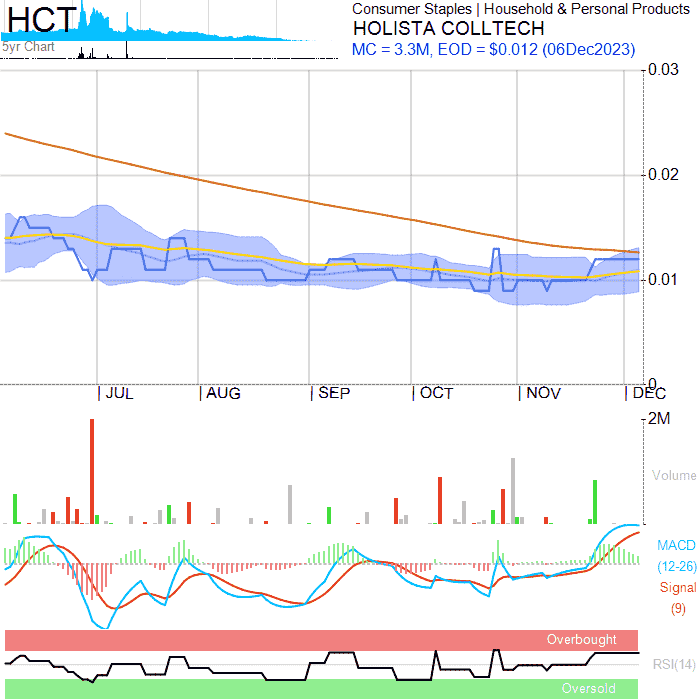 HCT
5yr Chart
Consumer Staples | Household & Personal Products
HOLISTA COLLTECH
MC = 3.3M, EOD = $0.012 (06Dec2023)
0.03
0.02
0.01
0
JUL
AUG
SEP
OCT
NOV
DEC
2M
Volume
MACD
(12-26)
Signal
(9)
Overbought
RSI(14)
Oversold